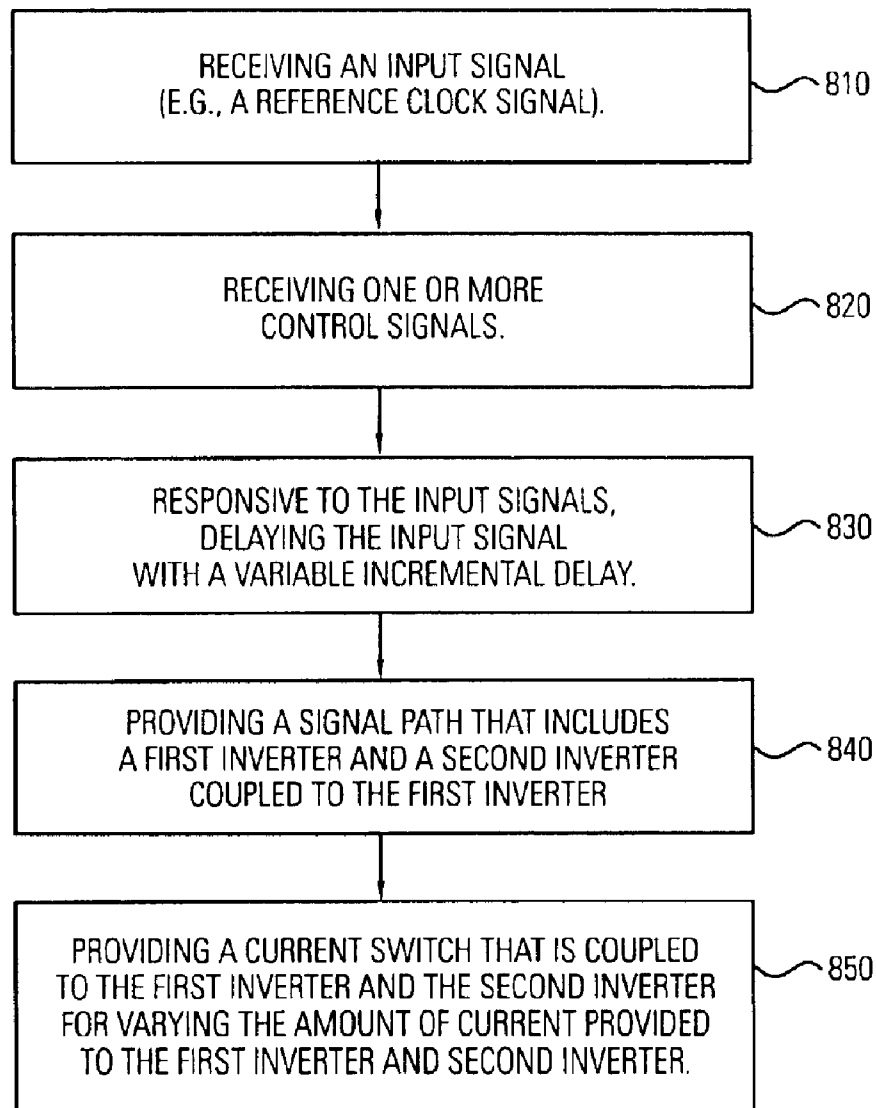 RECEIVING AN INPUT SIGNAL
(E.G., A REFERENCE CLOCK SIGNAL).
810
RECEIVING ONE OR MORE
CONTROL SIGNALS.
820
RESPONSIVE TO THE INPUT SIGNALS,
DELAYING THE INPUT SIGNAL
WITH A VARIABLE INCREMENTAL DELAY.
830
PROVIDING A SIGNAL PATH THAT INCLUDES
A FIRST INVERTER AND A SECOND INVERTER
COUPLED TO THE FIRST INVERTER
840
PROVIDING A CURRENT SWITCH THAT IS COUPLED
TO THE FIRST INVERTER AND THE SECOND INVERTER
FOR VARYING THE AMOUNT OF CURRENT PROVIDED
TO THE FIRST INVERTER AND SECOND INVERTER.
850